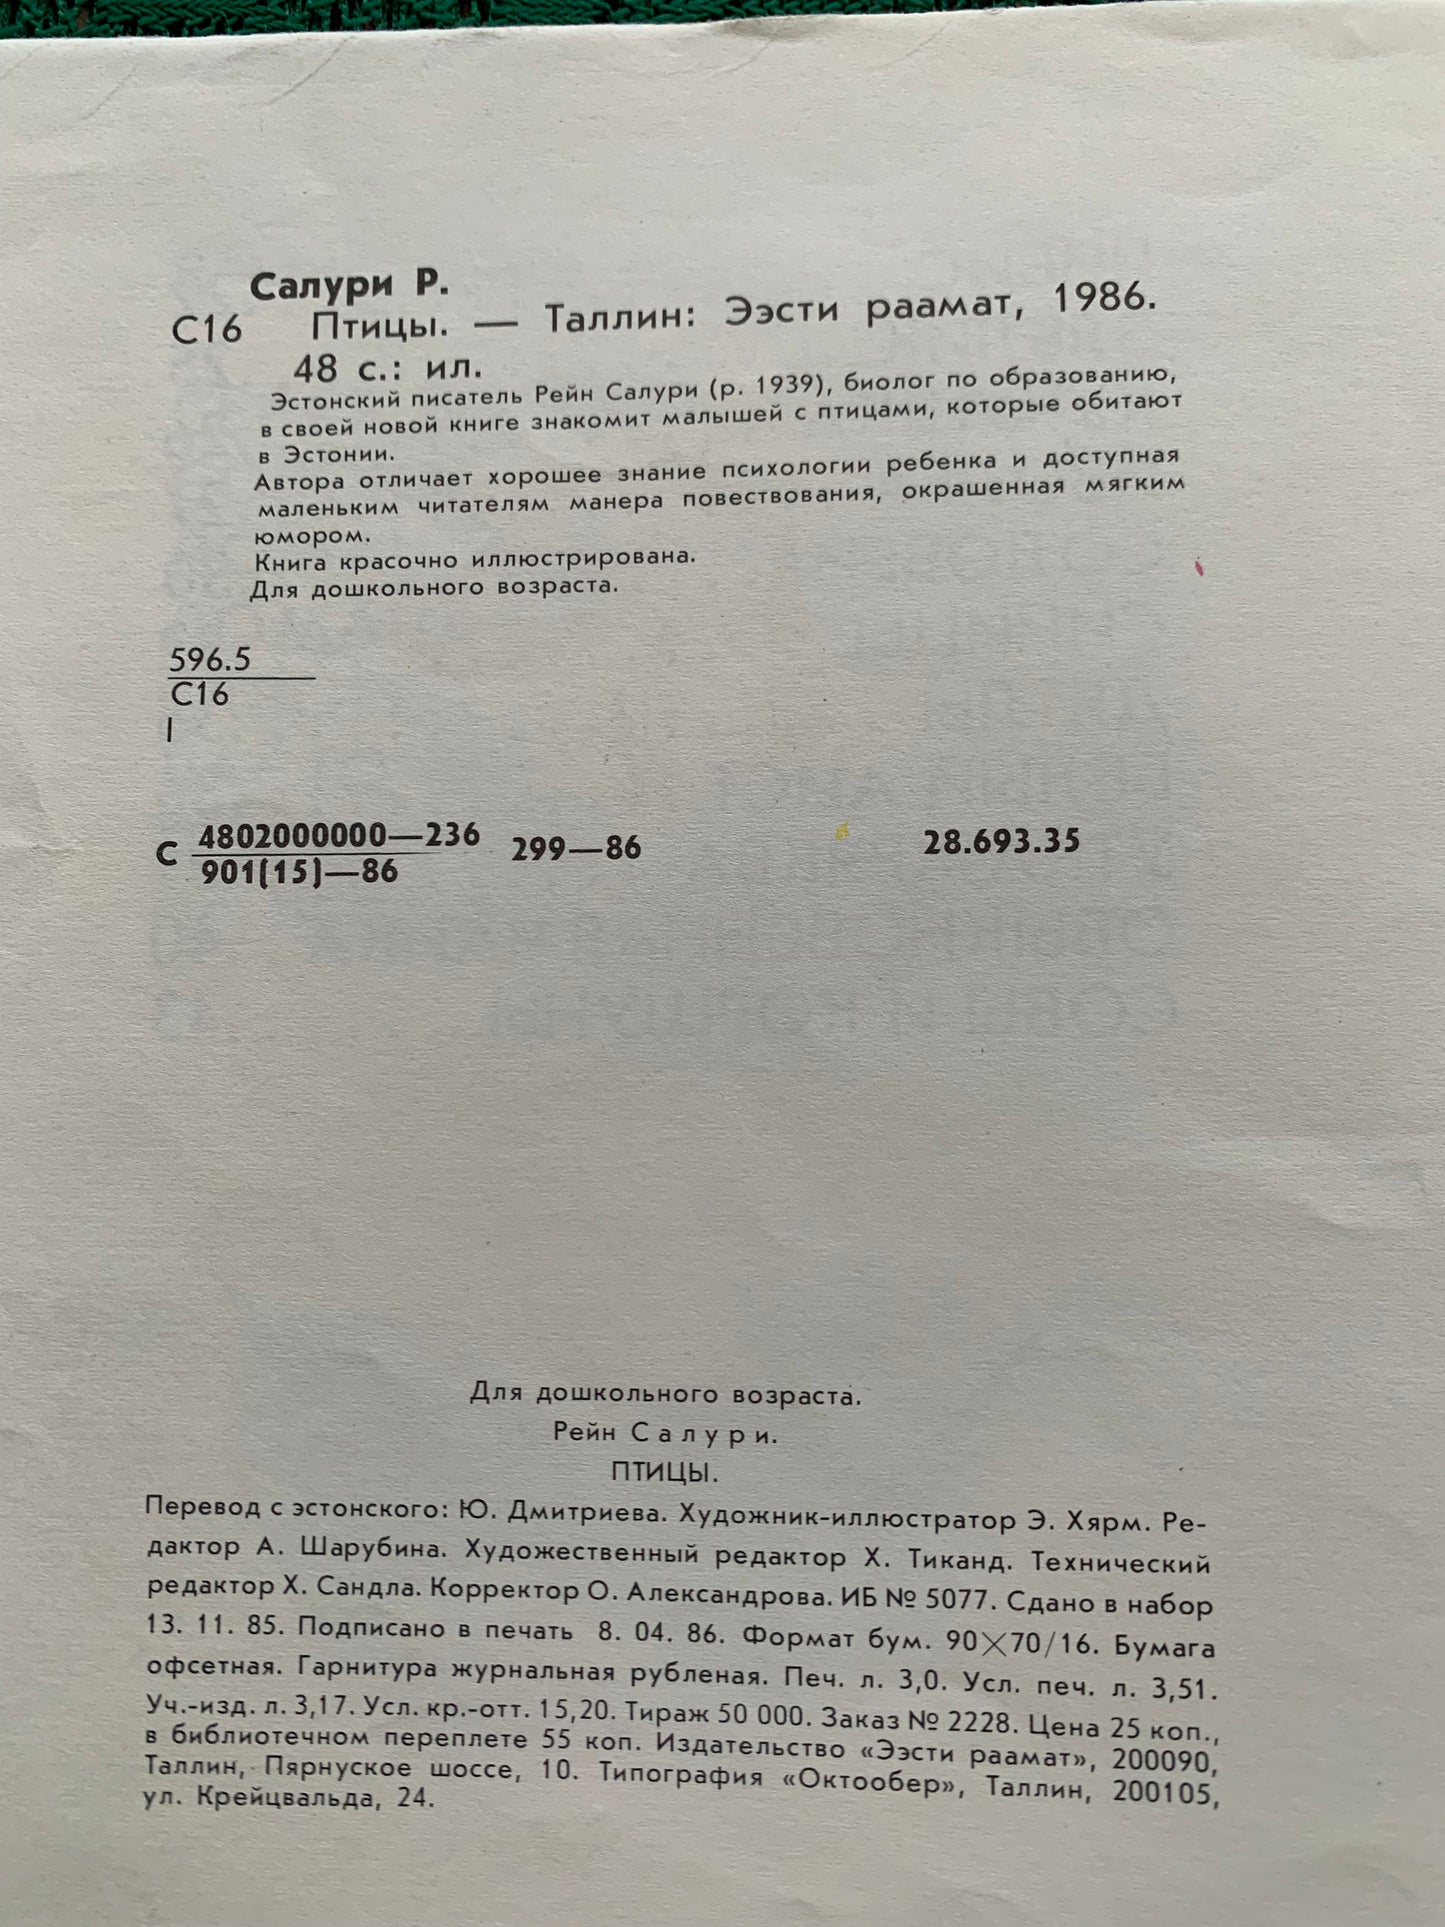 Салури Р.
С16 Птицы. — Таллин: Ээсти раамат, 1986.
48 с.: ил.
Эстонский писатель Рейн Салури (р. 1939), биолог по образованию,
в своей новой книге знакомит малышей с птицами, которые обитают
в Эстонии.
Автора отличает хорошее знание психологии ребенка и доступная
маленьким читателям манера повествования, окрашенная мягким
юмором.
Книга красочно иллюстрирована.
Для дошкольного возраста.
596.5
С16
I
С 4802000000—236 299—86 28.693.35
901(15)—86
Для дошкольного возраста.
Рейн Салури.
ПТИЦЫ.
Перевод с эстонского: Ю. Дмитриева. Художник-иллюстратор Э. Хярм. Ре-
дактор А. Шарубина. Художественный редактор Х. Тиканд. Технический
редактор Х. Сандла. Корректор О. Александрова. ИБ № 5077. Сдано в набор
13. 11. 85. Подписано в печать 8. 04. 86. Формат бум. 90×70/16. Бумага
офсетная. Гарнитура журнальная рубленая. Печ. л. 3,0. Усл. печ. л. 3,51.
Уч.-изд. л. 3,17. Усл. кр.-отт. 15,20. Тираж 50 000. Заказ № 2228. Цена 25 коп.,
в библиотечном переплете 55 коп. Издательство «Ээсти раамат», 200090,
Таллин, Пярнуское шоссе, 10. Типография «Октообер», Таллин, 200105,
ул. Крейцвальда, 24.